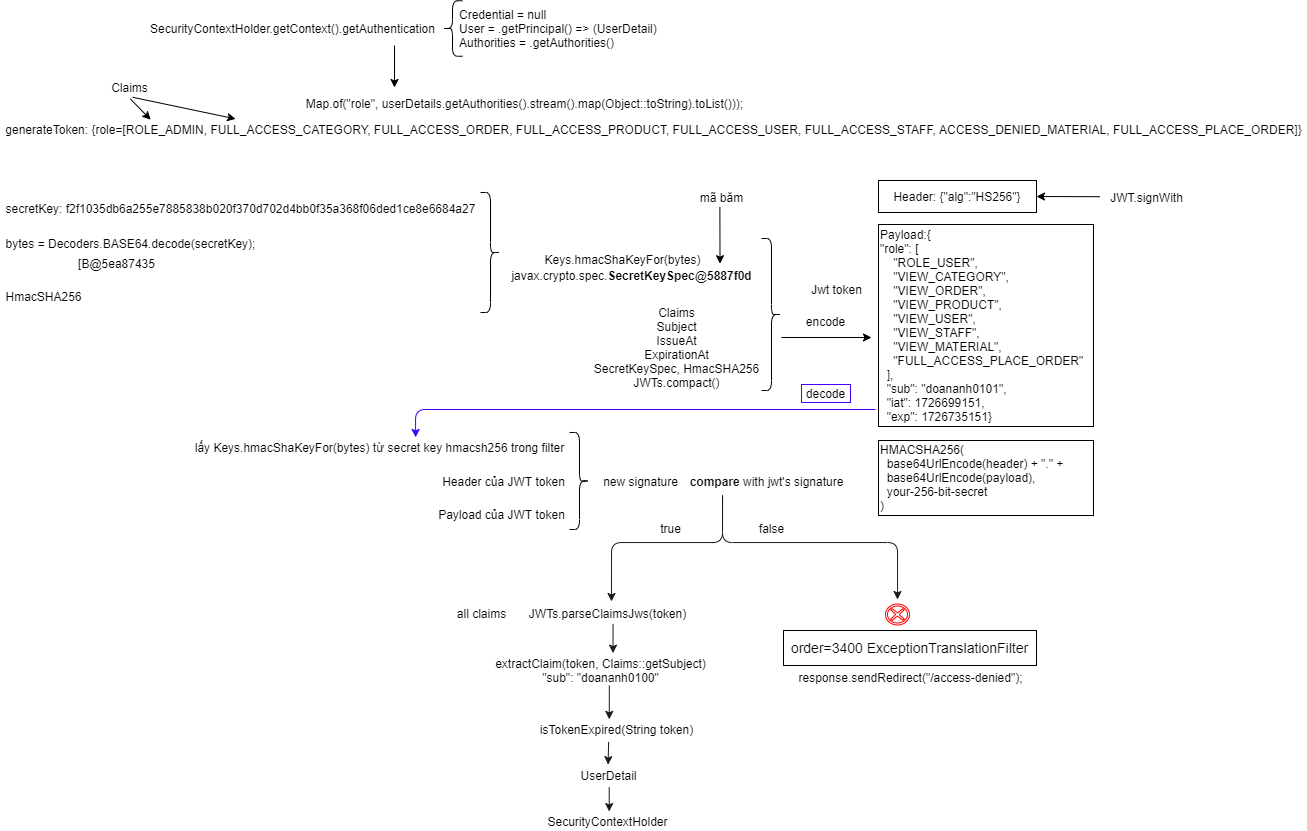 SecurityContextHolder.getContext().getAuthentication
Credential = null
User = .getPrincipal() => (UserDetail)
Authorities = .getAuthorities()
Claims
Map.of("role", userDetails.getAuthorities().stream().map(Object::toString).toList()));
generateToken: {role=[ROLE_ADMIN, FULL_ACCESS_CATEGORY, FULL_ACCESS_ORDER, FULL_ACCESS_PRODUCT, FULL_ACCESS_USER, FULL_ACCESS_STAFF, ACCESS_DENIED_MATERIAL, FULL_ACCESS_PLACE_ORDER]}
secretKey: f2f1035db6a255e7885838b020f370d702d4bb0f35a368f06ded1ce8e6684a27
bytes = Decoders.BASE64.decode(secretKey);
[B@5ea87435
HmacSHA256
mã băm
Keys.hmacShaKeyFor(bytes)
javax.crypto.spec.SecretKeySpec@5887f0d
Claims
Subject
IssueAt
ExpirationAt
SecretKeySpec, HmacSHA256
JWTs.compact()
Jwt token
encode
Header: {"alg":"HS256"}
JWT.signWith
Payload:{
"role": [
"ROLE_USER",
"VIEW_CATEGORY",
"VIEW_ORDER",
"VIEW_PRODUCT",
"VIEW_USER",
"VIEW_STAFF",
"VIEW_MATERIAL",
"FULL_ACCESS_PLACE_ORDER"
],
"sub": "doananh0101",
"iat": 1726699151,
"exp": 1726735151}
decode
HMACSHA256(
base64UrlEncode(header) + "." +
base64UrlEncode(payload),
your-256-bit-secret
)
lấy Keys.hmacShaKeyFor(bytes) từ secret key hmacsh256 trong filter
Header của JWT token
Payload của JWT token
new signature compare with jwt's signature
true
false
all claims
JWTs.parseClaimsJws(token)
extractClaim(token, Claims::getSubject)
"sub": "doananh0100"
isTokenExpired(String token)
UserDetail
SecurityContextHolder
order=3400 ExceptionTranslationFilter
response.sendRedirect("/access-denied");